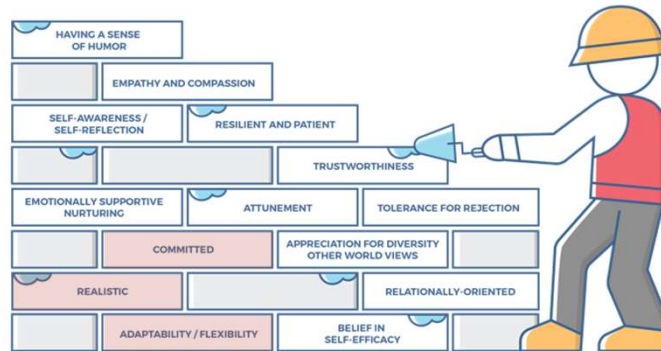 HAVING A SENSE
OF HUMOR
EMPATHY AND COMPASSION
SELF-AWARENESS /
SELF-REFLECTION
RESILIENT AND PATIENT
TRUSTWORTHINESS
EMOTIONALLY SUPPORTIVE
NURTURING
ATTUNEMENT
TOLERANCE FOR REJECTION
COMMITTED
APPRECIATION FOR DIVERSITY
OTHER WORLD VIEWS
REALISTIC
RELATIONALLY-ORIENTED
ADAPTABILITY / FLEXIBILITY
BELIEF IN
SELF-EFFICACY